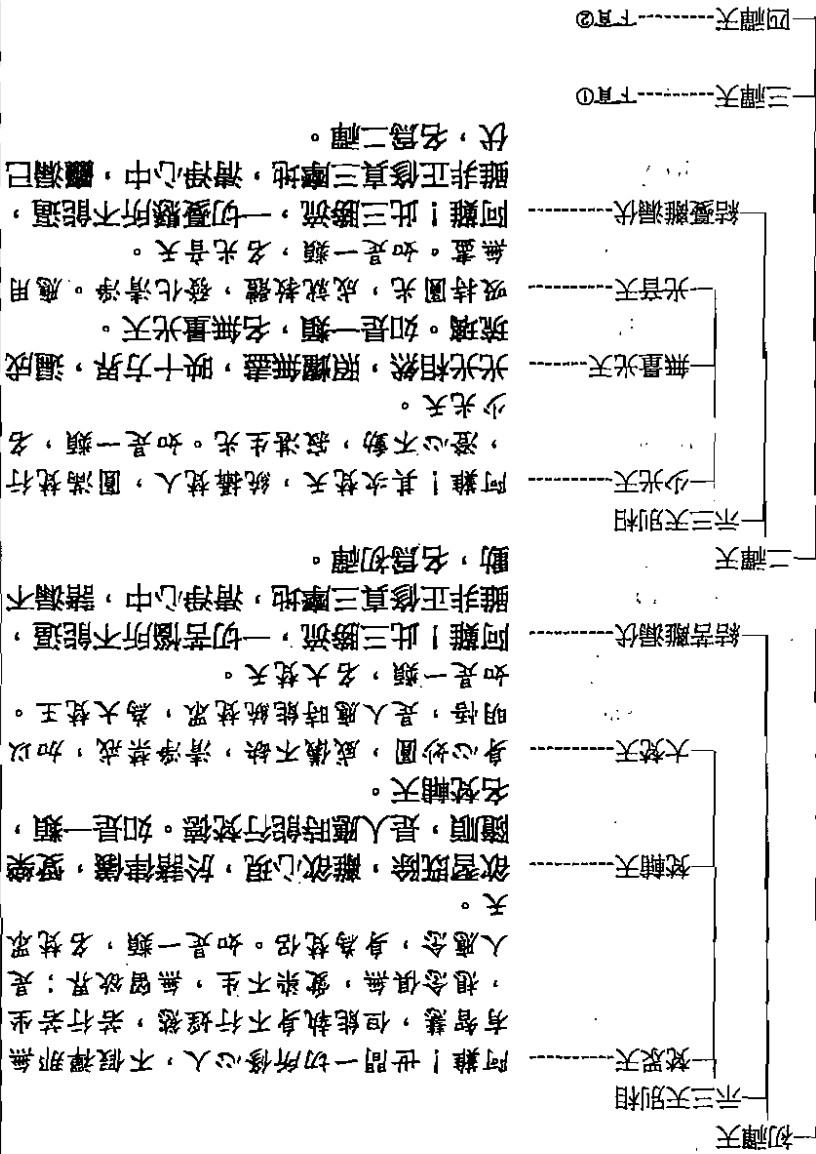 初禪天
示三天別相
梵眾天---------阿難！世間一切所修心人，不假禪那無
有智慧，但能執身不行婬慾，若行若坐
，想念俱無，愛染不生，無留欲界；是
人應念，身為梵侶。如是一類，名梵眾
天。
梵輔天---------欲習既除，離欲心現，於諸律儀，愛樂
隨順，是人應時能行梵德。如是一類，
名梵輔天。
大梵天---------身心妙圓，威儀不缺，清淨禁戒，加以
明悟，是人應時能統梵眾，為大梵王。
如是一類，名大梵天。
結苦離漏伏---------阿難！此三勝流，一切苦惱所不能逼，
雖非正修真三摩地，清淨心中，諸漏不
動，名為初禪。
二禪天
示三天別相
少光天---------阿難！其次梵天，統攝梵人，圓滿梵行
，澄心不動，寂湛生光。如是一類，名
少光天。
無量光天-------光光相然，照耀無盡，映十方界，遍成
琉璃。如是一類，名無量光天。
光音天---------吸持圓光，成就教體，發化清淨。應用
無盡。如是一類，名光音天。
結憂離漏伏---------阿難！此三勝流，一切憂懸所不能逼，
雖非正修真三摩地，清淨心中，麤漏已
伏，名為二禪。
三禪天---------下頁①
四禪天---------下頁②